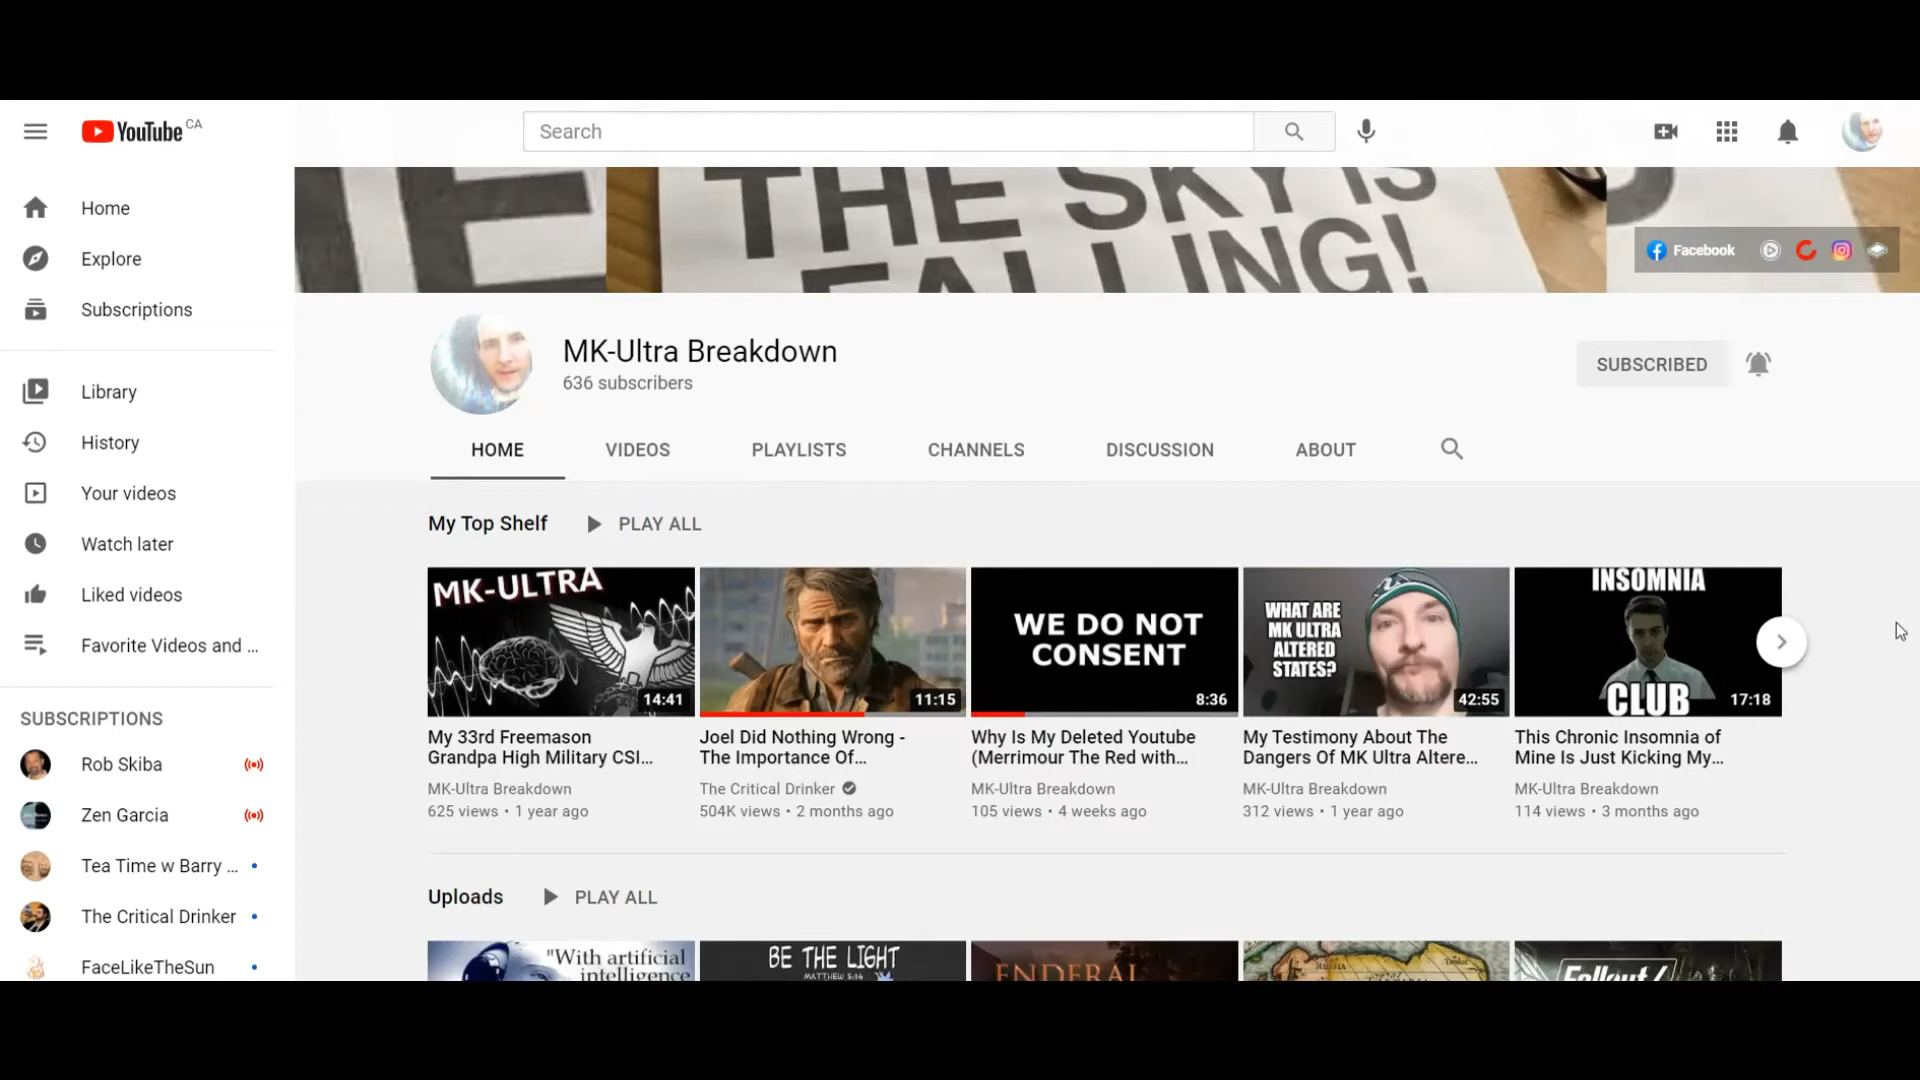 YouTube CA
Search
Home
Explore
Subscriptions
Library
History
Your videos
Watch later
Liked videos
Favorite Videos and ...
SUBSCRIPTIONS
Rob Skiba
Zen Garcia
Tea Time w Barry ...
The Critical Drinker
FaceLikeTheSun
THE SKY IS
FALLING!
Facebook
MK-Ultra Breakdown
636 subscribers
SUBSCRIBED
HOME
VIDEOS
PLAYLISTS
CHANNELS
DISCUSSION
ABOUT
My Top Shelf
PLAY ALL
MK-ULTRA
14:41
My 33rd Freemason
Grandpa High Military CSI...
MK-Ultra Breakdown
625 views • 1 year ago
11:15
Joel Did Nothing Wrong -
The Importance Of...
The Critical Drinker
504K views • 2 months ago
WE DO NOT
CONSENT
8:36
Why Is My Deleted Youtube
(Merrimour The Red with...
MK-Ultra Breakdown
105 views • 4 weeks ago
WHAT ARE
MK ULTRA
ALTERED
STATES?
42:55
My Testimony About The
Dangers Of MK Ultra Altere...
MK-Ultra Breakdown
312 views • 1 year ago
INSOMNIA
CLUB
17:18
This Chronic Insomnia of
Mine Is Just Kicking My...
MK-Ultra Breakdown
114 views • 3 months ago
Uploads
PLAY ALL
"With artificial
intelligence
BE THE LIGHT
MATTHEW 5:14
ENDERAL
Fallout 4